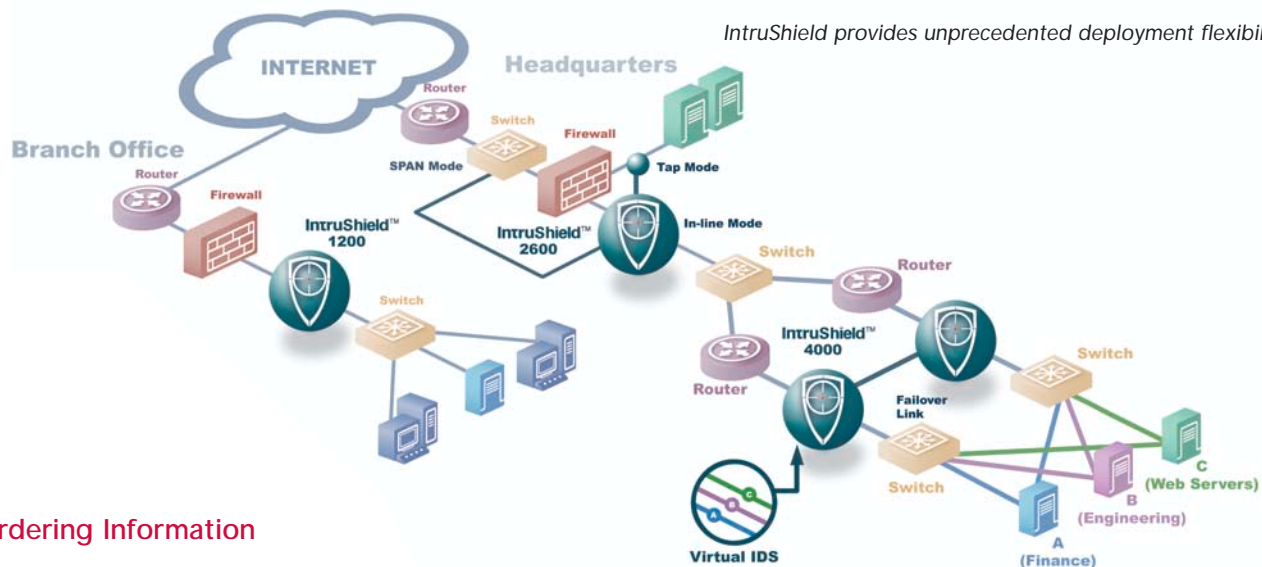 IntruShield provides unprecedented deployment flexibil
INTERNET
Headquarters
Router
Switch
Firewall
Branch Office
Router
SPAN Mode
Tap Mode
Firewall
IntruShield™
1200
IntruShield™
2600
In-line Mode
Switch
Router
Switch
IntruShield™
4000
Switch
Router
Failover
Link
C
(Web Servers)
Switch
B
(Engineering)
A
(Finance)
C
B
A
Virtual IDS
rdering Information